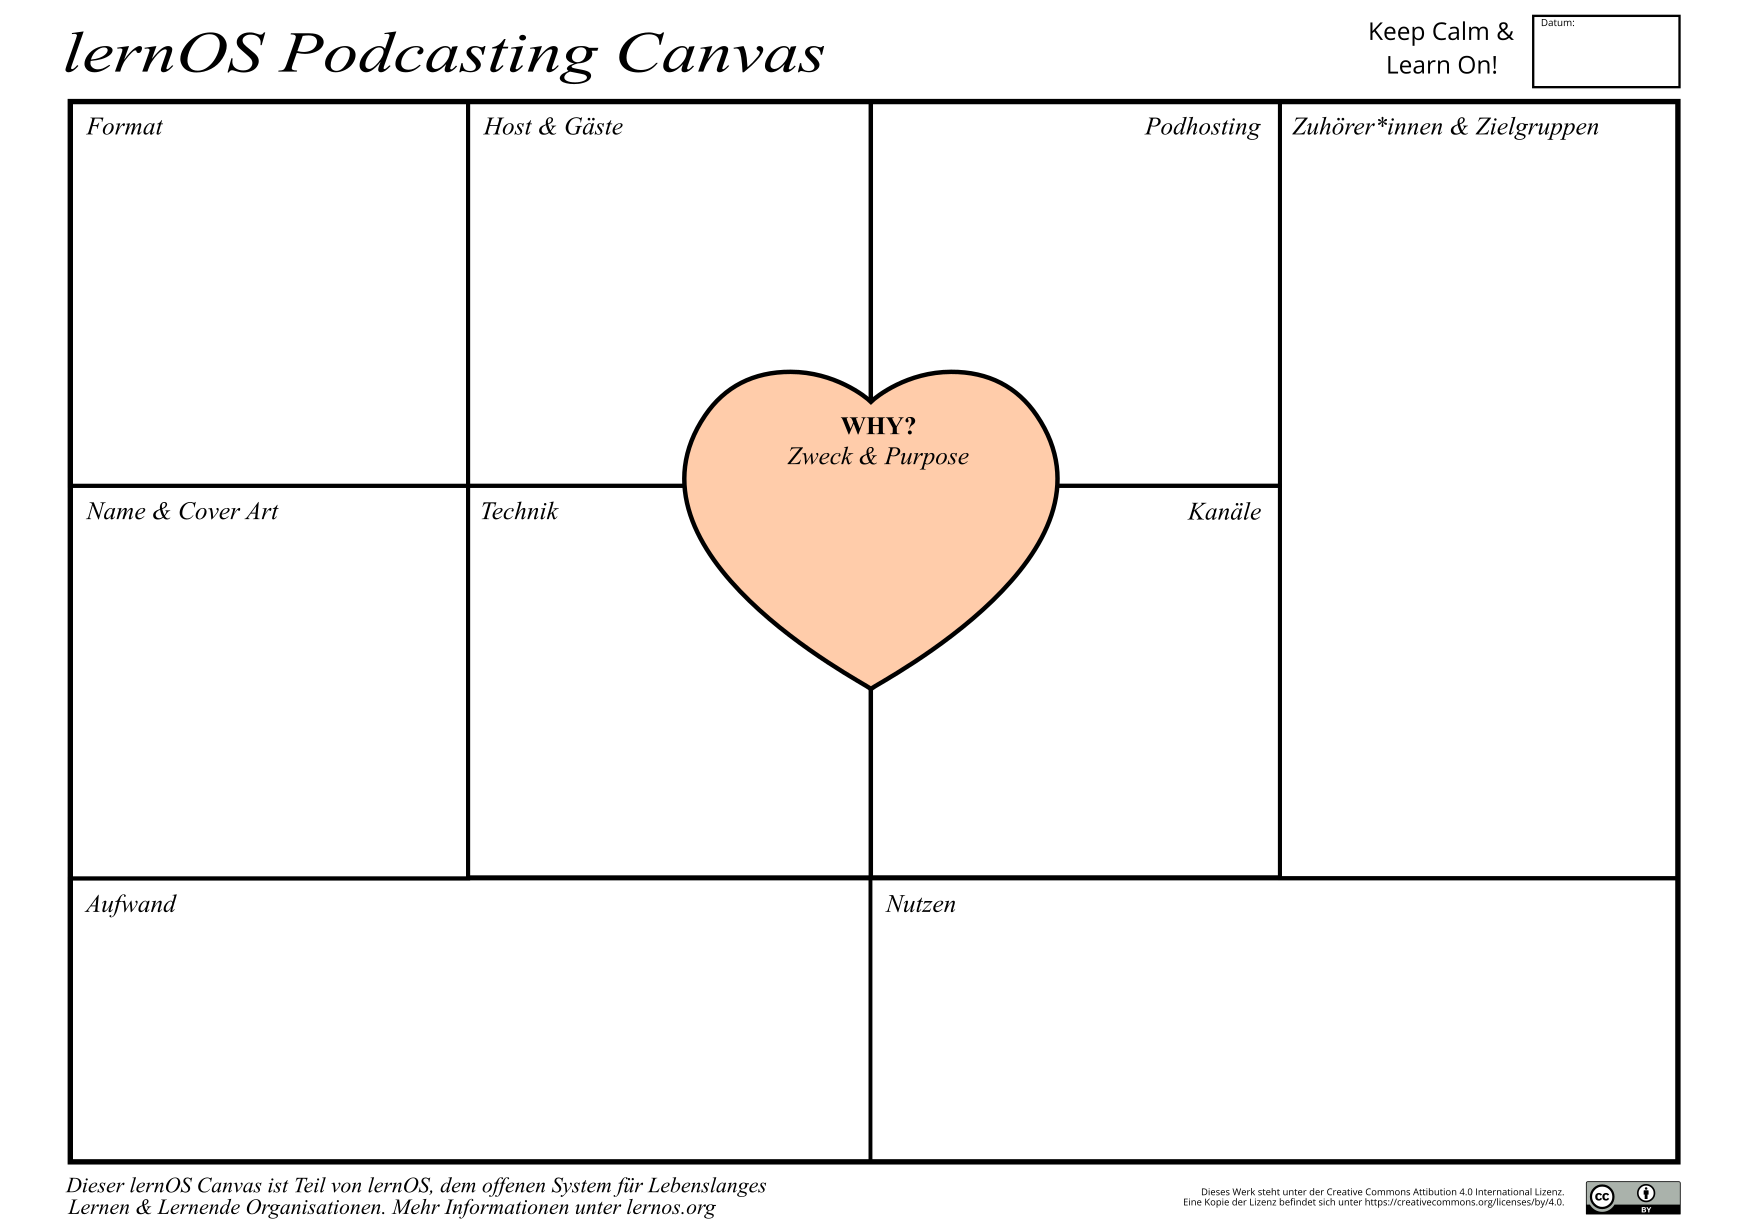 lernOS Podcasting Canvas
Keep Calm &
Learn On!
Datum:
Format
Host & Gäste
Podhosting
Zuhörer*innen & Zielgruppen
WHY?
Zweck & Purpose
Name & Cover Art
Technik
Kanäle
Aufwand
Nutzen
Dieser lernOS Canvas ist Teil von lernOS, dem offenen System für Lebenslanges
Lernen & Lernende Organisationen. Mehr Informationen unter lernos.org
Dieses Werk steht unter der Creative Commons Attibution 4.0 International Lizenz.
Eine Kopie der Lizenz befindet sich unter https://creativecommons.org/licenses/by/4.0.
cc
BY